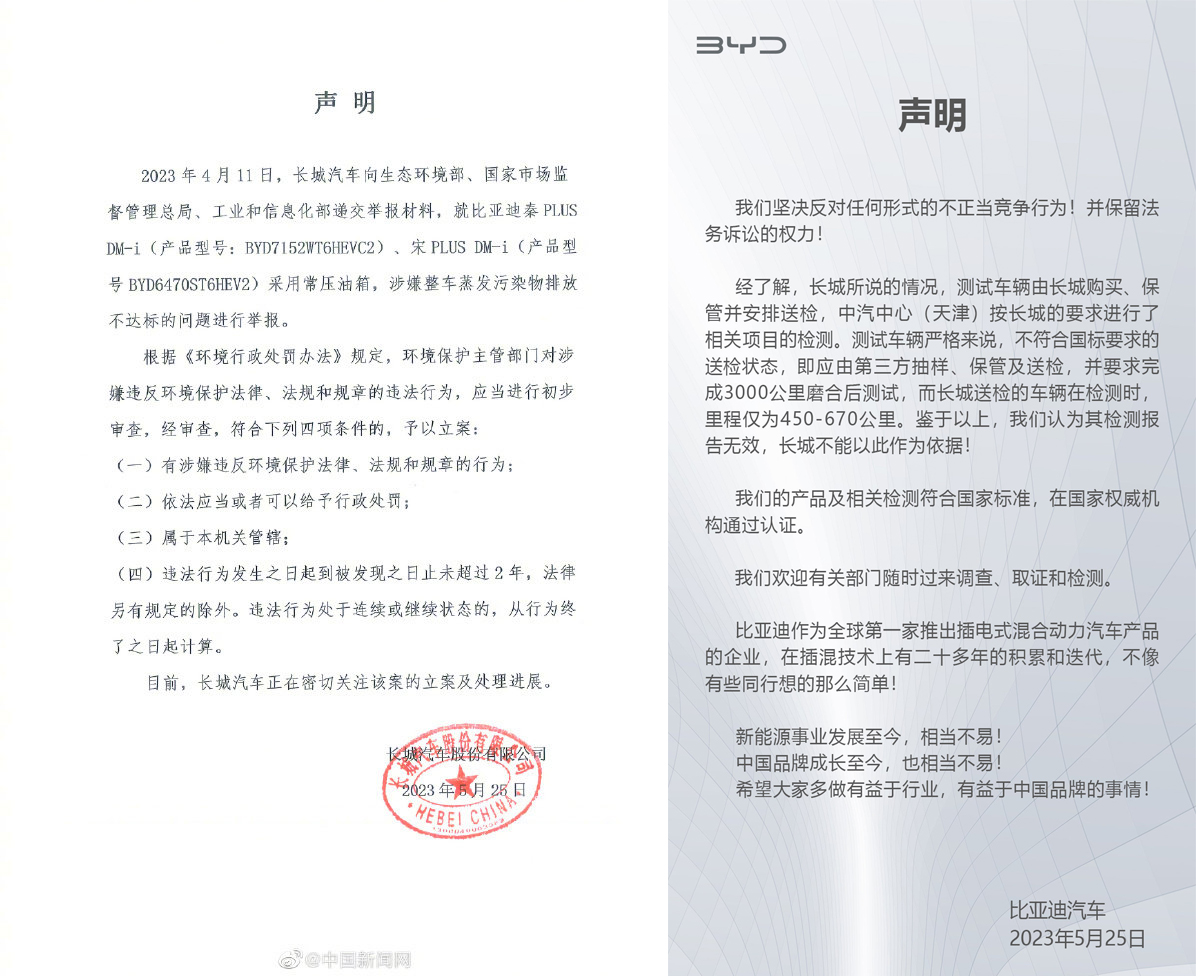 声 明
2023 年 4 月 11 日，长城汽车向生态环境部、国家市场监
督管理总局、工业和信息化部递交举报材料，就比亚迪秦 PLUS
DM-i（产品型号：BYD7152WT6HEVC2）、宋 PLUS DM-i（产品型
号 BYD6470ST6HEV2）采用常压油箱，涉嫌整车蒸发污染物排放
不达标的问题进行举报。
根据《环境行政处罚办法》规定，环境保护主管部门对涉
嫌违反环境保护法律、法规和规章的违法行为，应当进行初步
审查，经审查，符合下列四项条件的，予以立案：
（一）有涉嫌违反环境保护法律、法规和规章的行为；
（二）依法应当或者可以给予行政处罚；
（三）属于本机关管辖；
（四）违法行为发生之日起到被发现之日止未超过 2 年，法律
另有规定的除外。违法行为处于连续或继续状态的，从行为终
了之日起计算。
目前，长城汽车正在密切关注该案的立案及处理进展。
长城汽车股份有限公司
2023 年 5 月 25 日
长城汽车股份有限公司
HEBEI CHINA
@中国新闻网
BYD
声明
我们坚决反对任何形式的不正当竞争行为！并保留法
务诉讼的权力！
经了解，长城所说的情况，测试车辆由长城购买、保
管并安排送检，中汽中心（天津）按长城的要求进行了
相关项目的检测。测试车辆严格来说，不符合国标要求的
送检状态，即应由第三方抽样、保管及送检，并要求完
成3000公里磨合后测试，而长城送检的车辆在检测时，
里程仅为450-670公里。鉴于以上，我们认为其检测报
告无效，长城不能以此作为依据！
我们的产品及相关检测符合国家标准，在国家权威机
构通过认证。
我们欢迎有关部门随时过来调查、取证和检测。
比亚迪作为全球第一家推出插电式混合动力汽车产品
的企业，在插混技术上有二十多年的积累和迭代，不像
有些同行想的那么简单！
新能源事业发展至今，相当不易！
中国品牌成长至今，也相当不易！
希望大家多做有益于行业，有益于中国品牌的事情！
比亚迪汽车
2023年5月25日